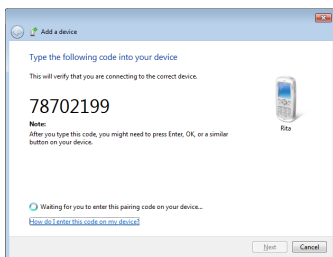 Add a device
Type the following code into your device
This will verify that you are connecting to the correct device.
78702199
Note:
After you type this code, you might need to press Enter, OK, or a similar
button on your device.
Rita
Waiting for you to enter this pairing code on your device...
How do I enter this code on my device?
Next Cancel